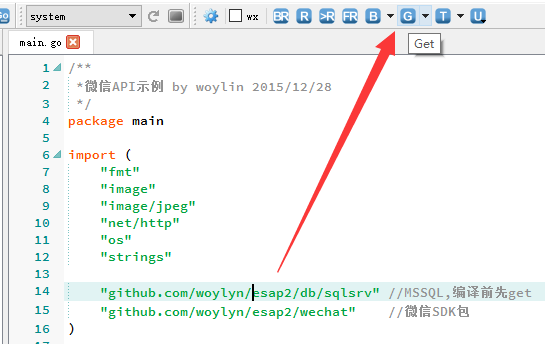 Go system wx BR R >R FR B G T U
main.go
Get
1 /**
2 *微信API示例 by woylin 2015/12/28
3 */
4 package main
5
6 import (
7 "fmt"
8 "image"
9 "image/jpeg"
10 "net/http"
11 "os"
12 "strings"
13
14 "github.com/woylyn/esap2/db/sqlsrv" //MSSQL,编译前先get
15 "github.com/woylyn/esap2/wechat" //微信SDK包
16 )